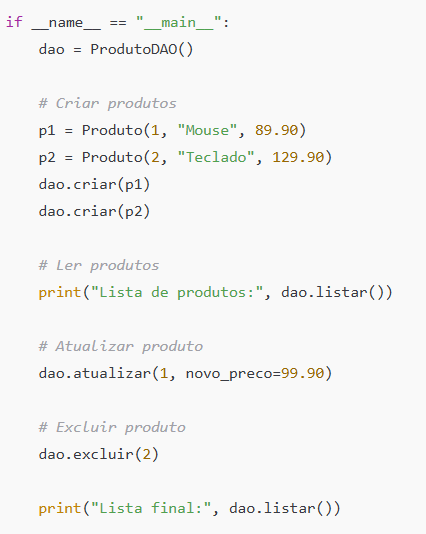 if __name__ == "__main__":
    dao = ProdutoDAO()

    # Criar produtos
    p1 = Produto(1, "Mouse", 89.90)
    p2 = Produto(2, "Teclado", 129.90)
    dao.criar(p1)
    dao.criar(p2)

    # Ler produtos
    print("Lista de produtos:", dao.listar())

    # Atualizar produto
    dao.atualizar(1, novo_preco=99.90)

    # Excluir produto
    dao.excluir(2)

    print("Lista final:", dao.listar())